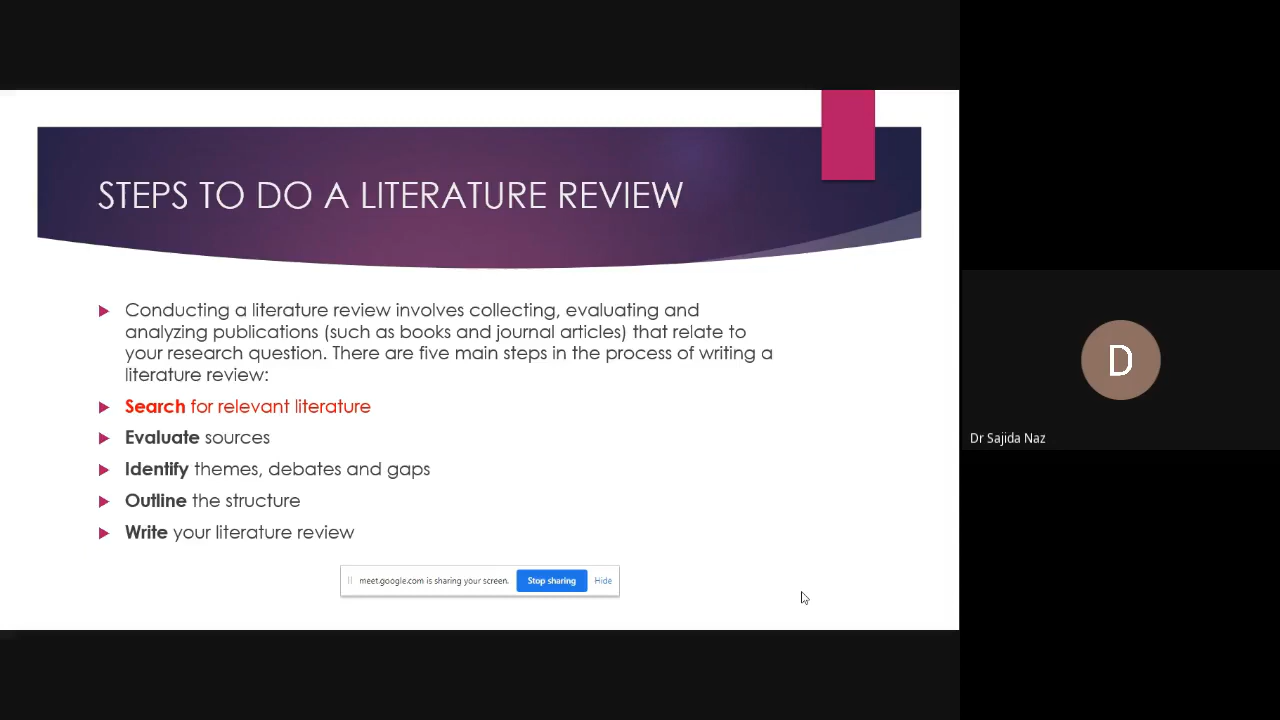 STEPS TO DO A LITERATURE REVIEW
Conducting a literature review involves collecting, evaluating and
analyzing publications (such as books and journal articles) that relate to
your research question. There are five main steps in the process of writing a
literature review:
Search for relevant literature
Evaluate sources
Identify themes, debates and gaps
Outline the structure
Write your literature review
meet.google.com is sharing your screen. Stop sharing Hide
D
Dr Sajida Naz